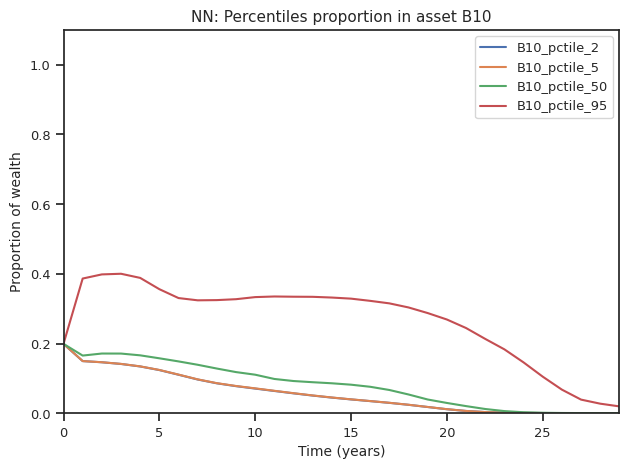 NN: Percentiles proportion in asset B10
B10_pctile_2
B10_pctile_5
B10_pctile_50
B10_pctile_95
Proportion of wealth
1.0
0.8
0.6
0.4
0.2
0.0
0 5 10 15 20 25
Time (years)